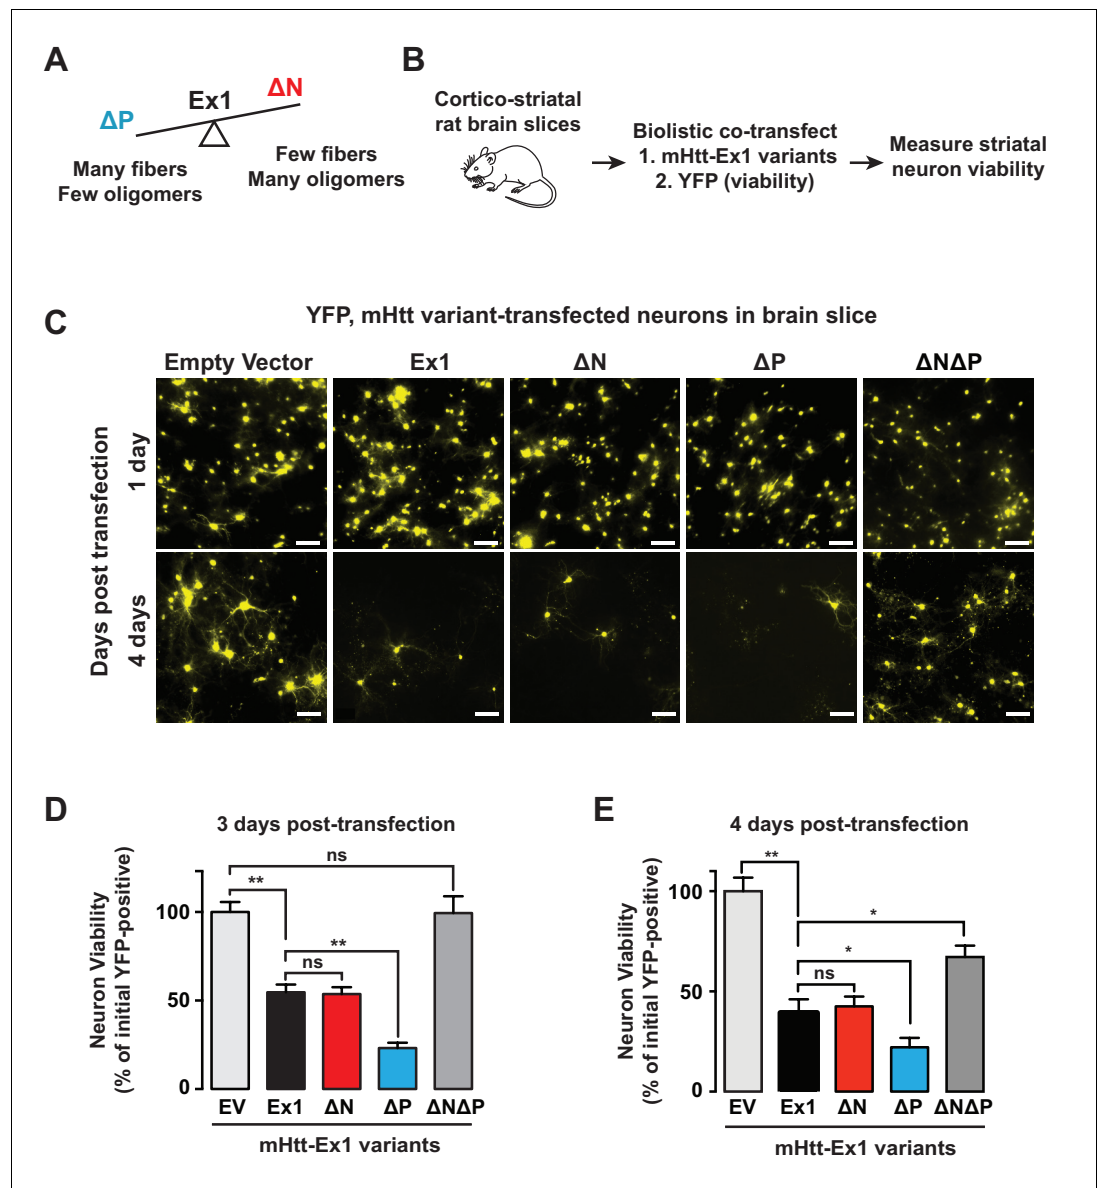 A
ΔP
Ex1
ΔN
Many fibers
Few oligomers
Few fibers
Many oligomers
B
Cortico-striatal
rat brain slices
Biolistic co-transfect
1. mHtt-Ex1 variants
2. YFP (viability)
Measure striatal
neuron viability
C
YFP, mHtt variant-transfected neurons in brain slice
Empty Vector
Ex1
ΔN
ΔP
ΔNΔP
Days post transfection
1 day
4 days
D
3 days post-transfection
Neuron Viability
(% of initial YFP-positive)
100
50
0
ns
**
**
ns
EV
Ex1
ΔN
ΔP
ΔNΔP
mHtt-Ex1 variants
E
4 days post-transfection
Neuron Viability
(% of initial YFP-positive)
100
50
0
**
*
*
ns
EV
Ex1
ΔN
ΔP
ΔNΔP
mHtt-Ex1 variants